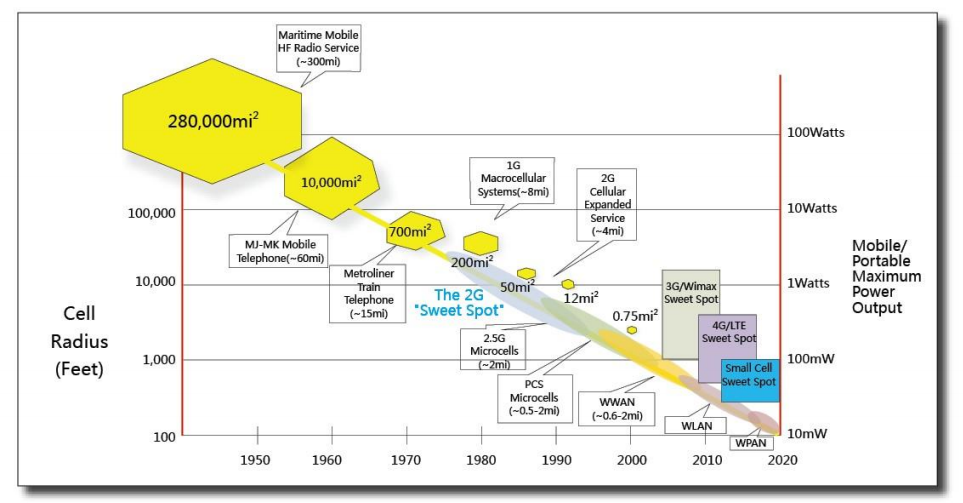 Maritime Mobile
HF Radio Service
(~300mi)
280,000mi²
100Watts
10,000mi²
1G
Macrocellular
Systems(~8mi)
2G
Cellular
Expanded
Service
(~4mi)
100,000
10Watts
MJ-MK Mobile
Telephone(~60mi)
700mi²
200mi²
Metroliner
Train
Telephone
(~15mi)
Mobile/
Portable
Maximum
Power
Output
10,000
1Watts
50mi²
12mi²
0.75mi²
The 2G
"Sweet Spot"
3G/Wimax
Sweet Spot
4G/LTE
Sweet Spot
Small Cell
Sweet Spot
Cell
Radius
(Feet)
2.5G
Microcells
(~2mi)
1,000
100mW
PCS
Microcells
(~0.5-2mi)
WWAN
(~0.6-2mi)
WLAN
WPAN
100
10mW
1950
1960
1970
1980
1990
2000
2010
2020